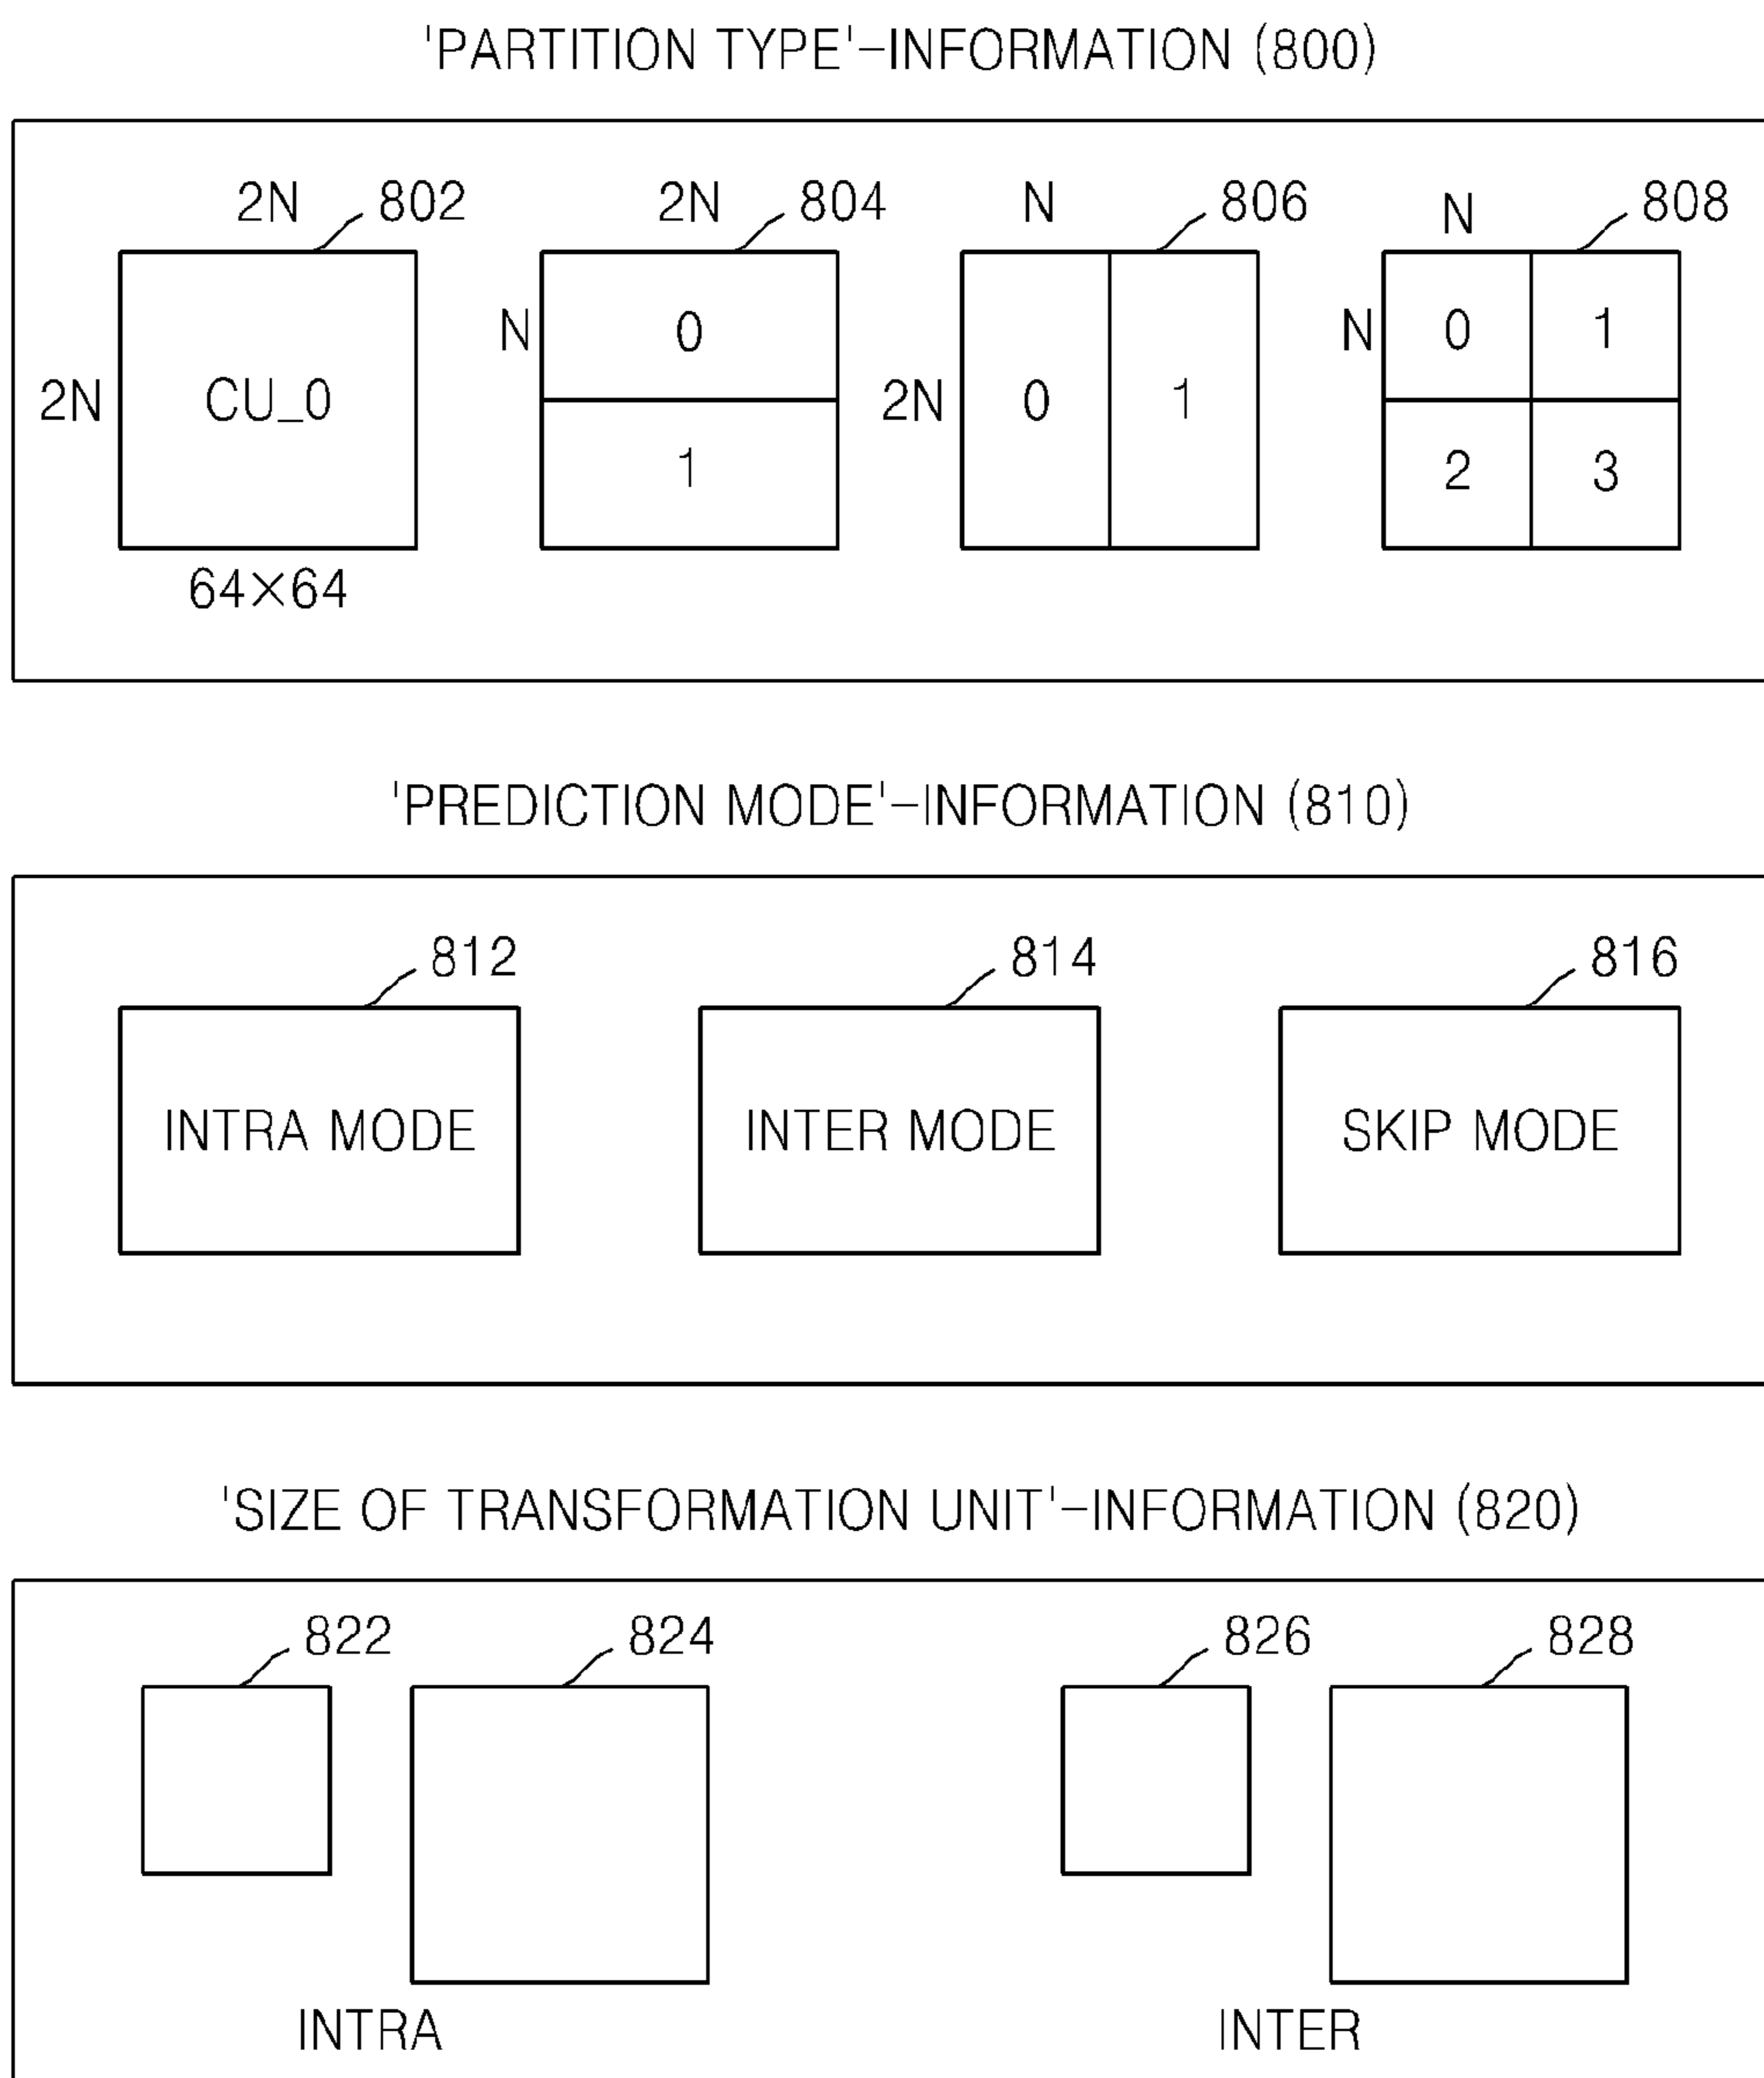 'PARTITION TYPE'-INFORMATION (800)
2N 802 2N 804 N 806 N 808
2N CU_0 N 0 1 2N 0 1 N 0 1 2 3
64×64
'PREDICTION MODE'-INFORMATION (810)
812 814 816
INTRA MODE INTER MODE SKIP MODE
'SIZE OF TRANSFORMATION UNIT'-INFORMATION (820)
822 824 826 828
INTRA INTER